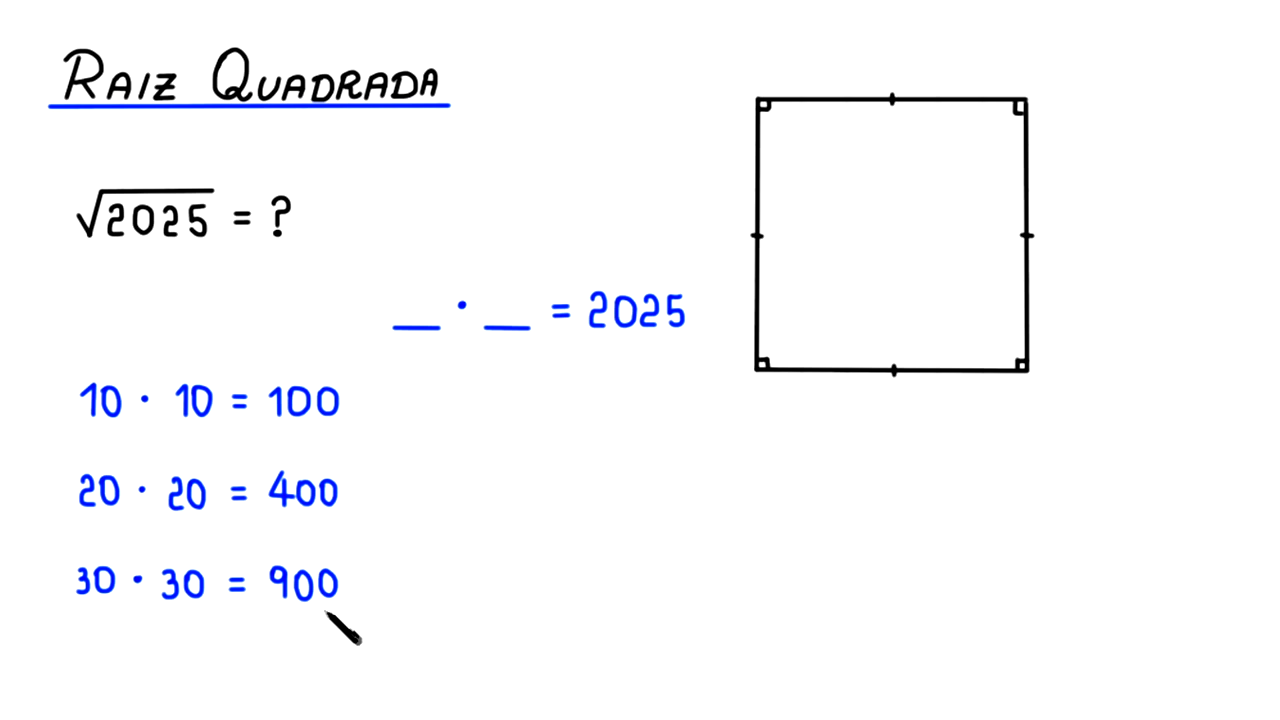 RAIZ QUADRADA
√2025 = ?
__ · __ = 2025
10 · 10 = 100
20 · 20 = 400
30 · 30 = 900